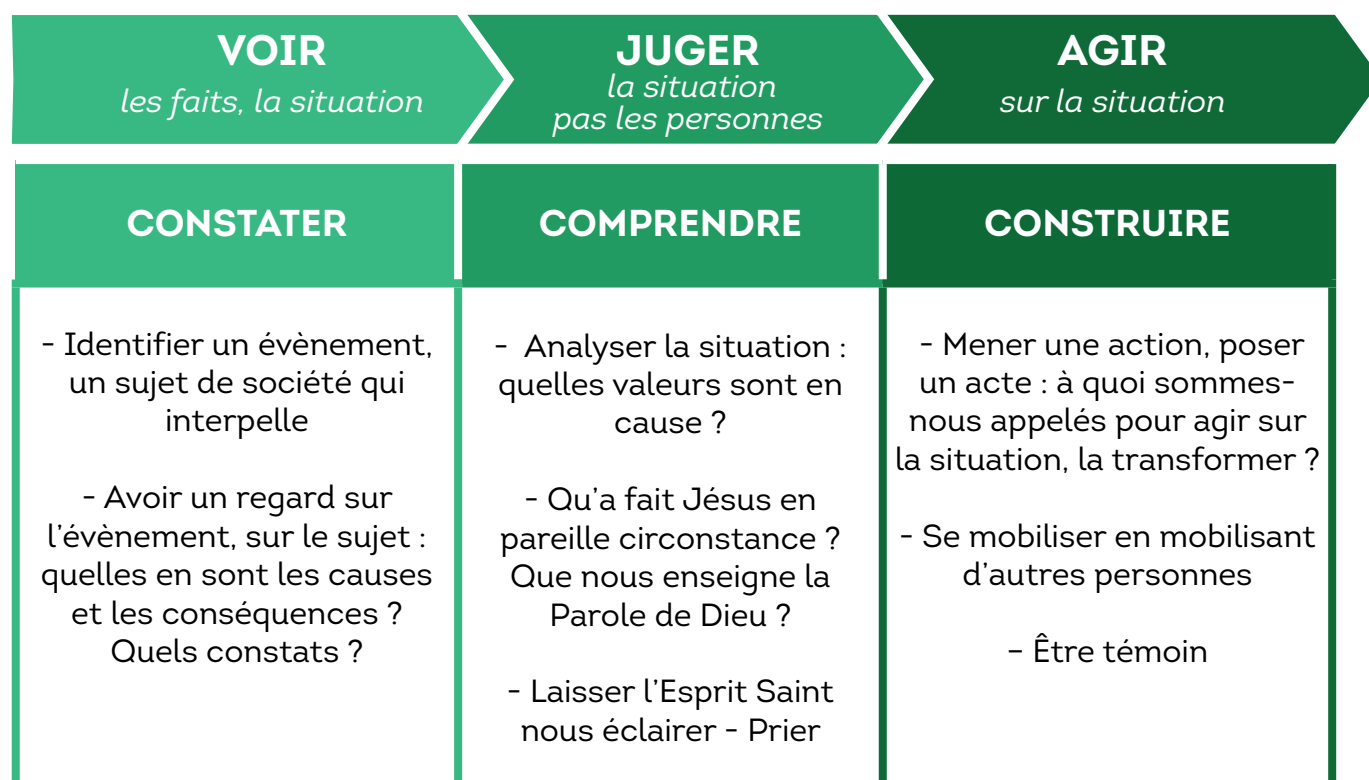 VOIR
les faits, la situation
JUGER
la situation
pas les personnes
AGIR
sur la situation
CONSTATER
COMPRENDRE
CONSTRUIRE
- Identifier un évènement,
un sujet de société qui
interpelle
- Avoir un regard sur
l’évènement, sur le sujet :
quelles en sont les causes
et les conséquences ?
Quels constats ?
- Analyser la situation :
quelles valeurs sont en
cause ?
- Qu’a fait Jésus en
pareille circonstance ?
Que nous enseigne la
Parole de Dieu ?
- Laisser l’Esprit Saint
nous éclairer - Prier
- Mener une action, poser
un acte : à quoi sommes-
nous appelés pour agir sur
la situation, la transformer ?
- Se mobiliser en mobilisant
d’autres personnes
– Être témoin